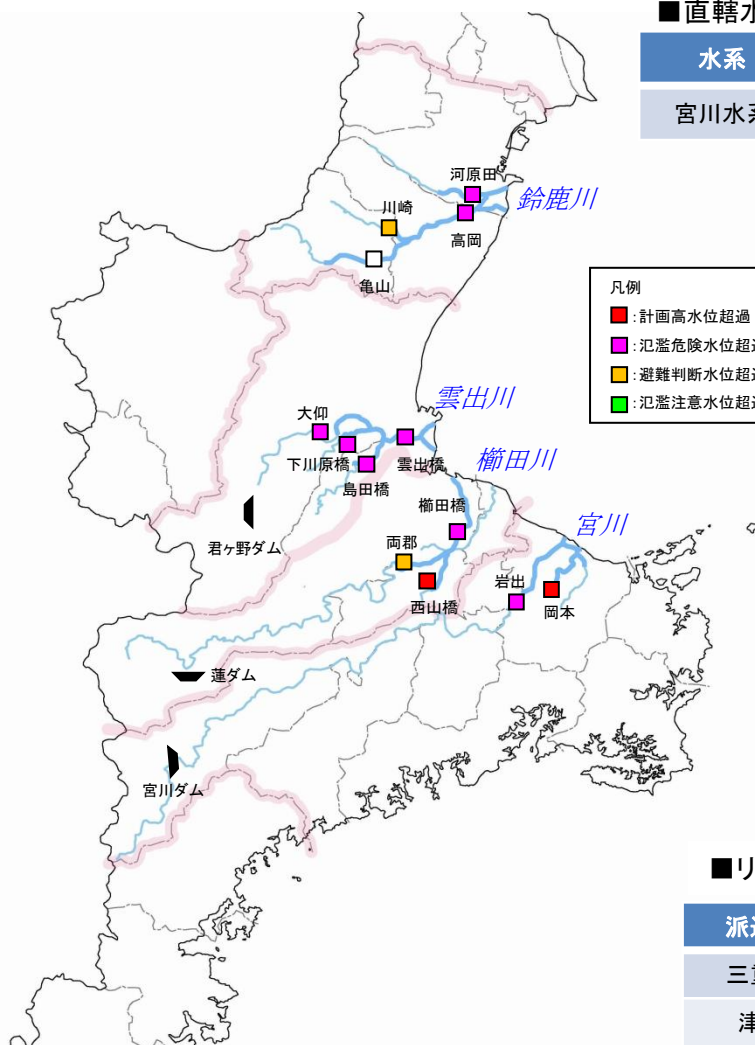 ■直轄水
水系
宮川水系
河原田
鈴鹿川
川崎
高岡
亀山
凡例
:計画高水位超過
:氾濫危険水位超過
:避難判断水位超過
:氾濫注意水位超過
大仰
雲出川
下川原橋
雲出橋
島田橋
櫛田川
櫛田橋
君ヶ野ダム
両郡
宮川
岩出
西山橋
岡本
蓮ダム
宮川ダム
■リ
派
三重
津